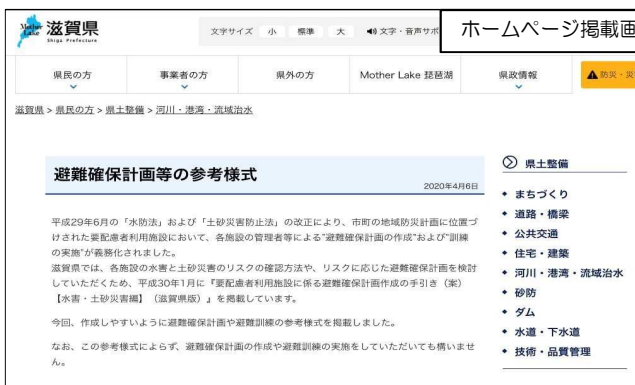 ホームページ掲載画
Mother Lake
滋賀県
Shiga Prefecture
文字サイズ 小 標準 大 文字・音声サポ
県民の方 事業者の方 県外の方 Mother Lake 琵琶湖 県政情報 防災・災
滋賀県 > 県民の方 > 県土整備 > 河川・港湾・流域治水
避難確保計画等の参考様式
2020年4月6日
平成29年6月の「水防法」および「土砂災害防止法」の改正により、市町の地域防災計画に位置づ
けされた要配慮者利用施設において、各施設の管理者等による”避難確保計画の作成”および”訓練
の実施”が義務化されました。
滋賀県では、各施設の水害と土砂災害のリスクの確認方法や、リスクに応じた避難確保計画を検討
していただくため、平成30年1月に『要配慮者利用施設に係る避難確保計画作成の手引き（案）
【水害・土砂災害編】（滋賀県版）』を掲載しています。
今回、作成しやすいように避難確保計画や避難訓練の参考様式を掲載しました。
なお、この参考様式によらず、避難確保計画の作成や避難訓練の実施をしていただいても構いませ
ん。
県土整備
まちづくり
道路・橋梁
公共交通
住宅・建築
河川・港湾・流域治水
砂防
ダム
水道・下水道
技術・品質管理